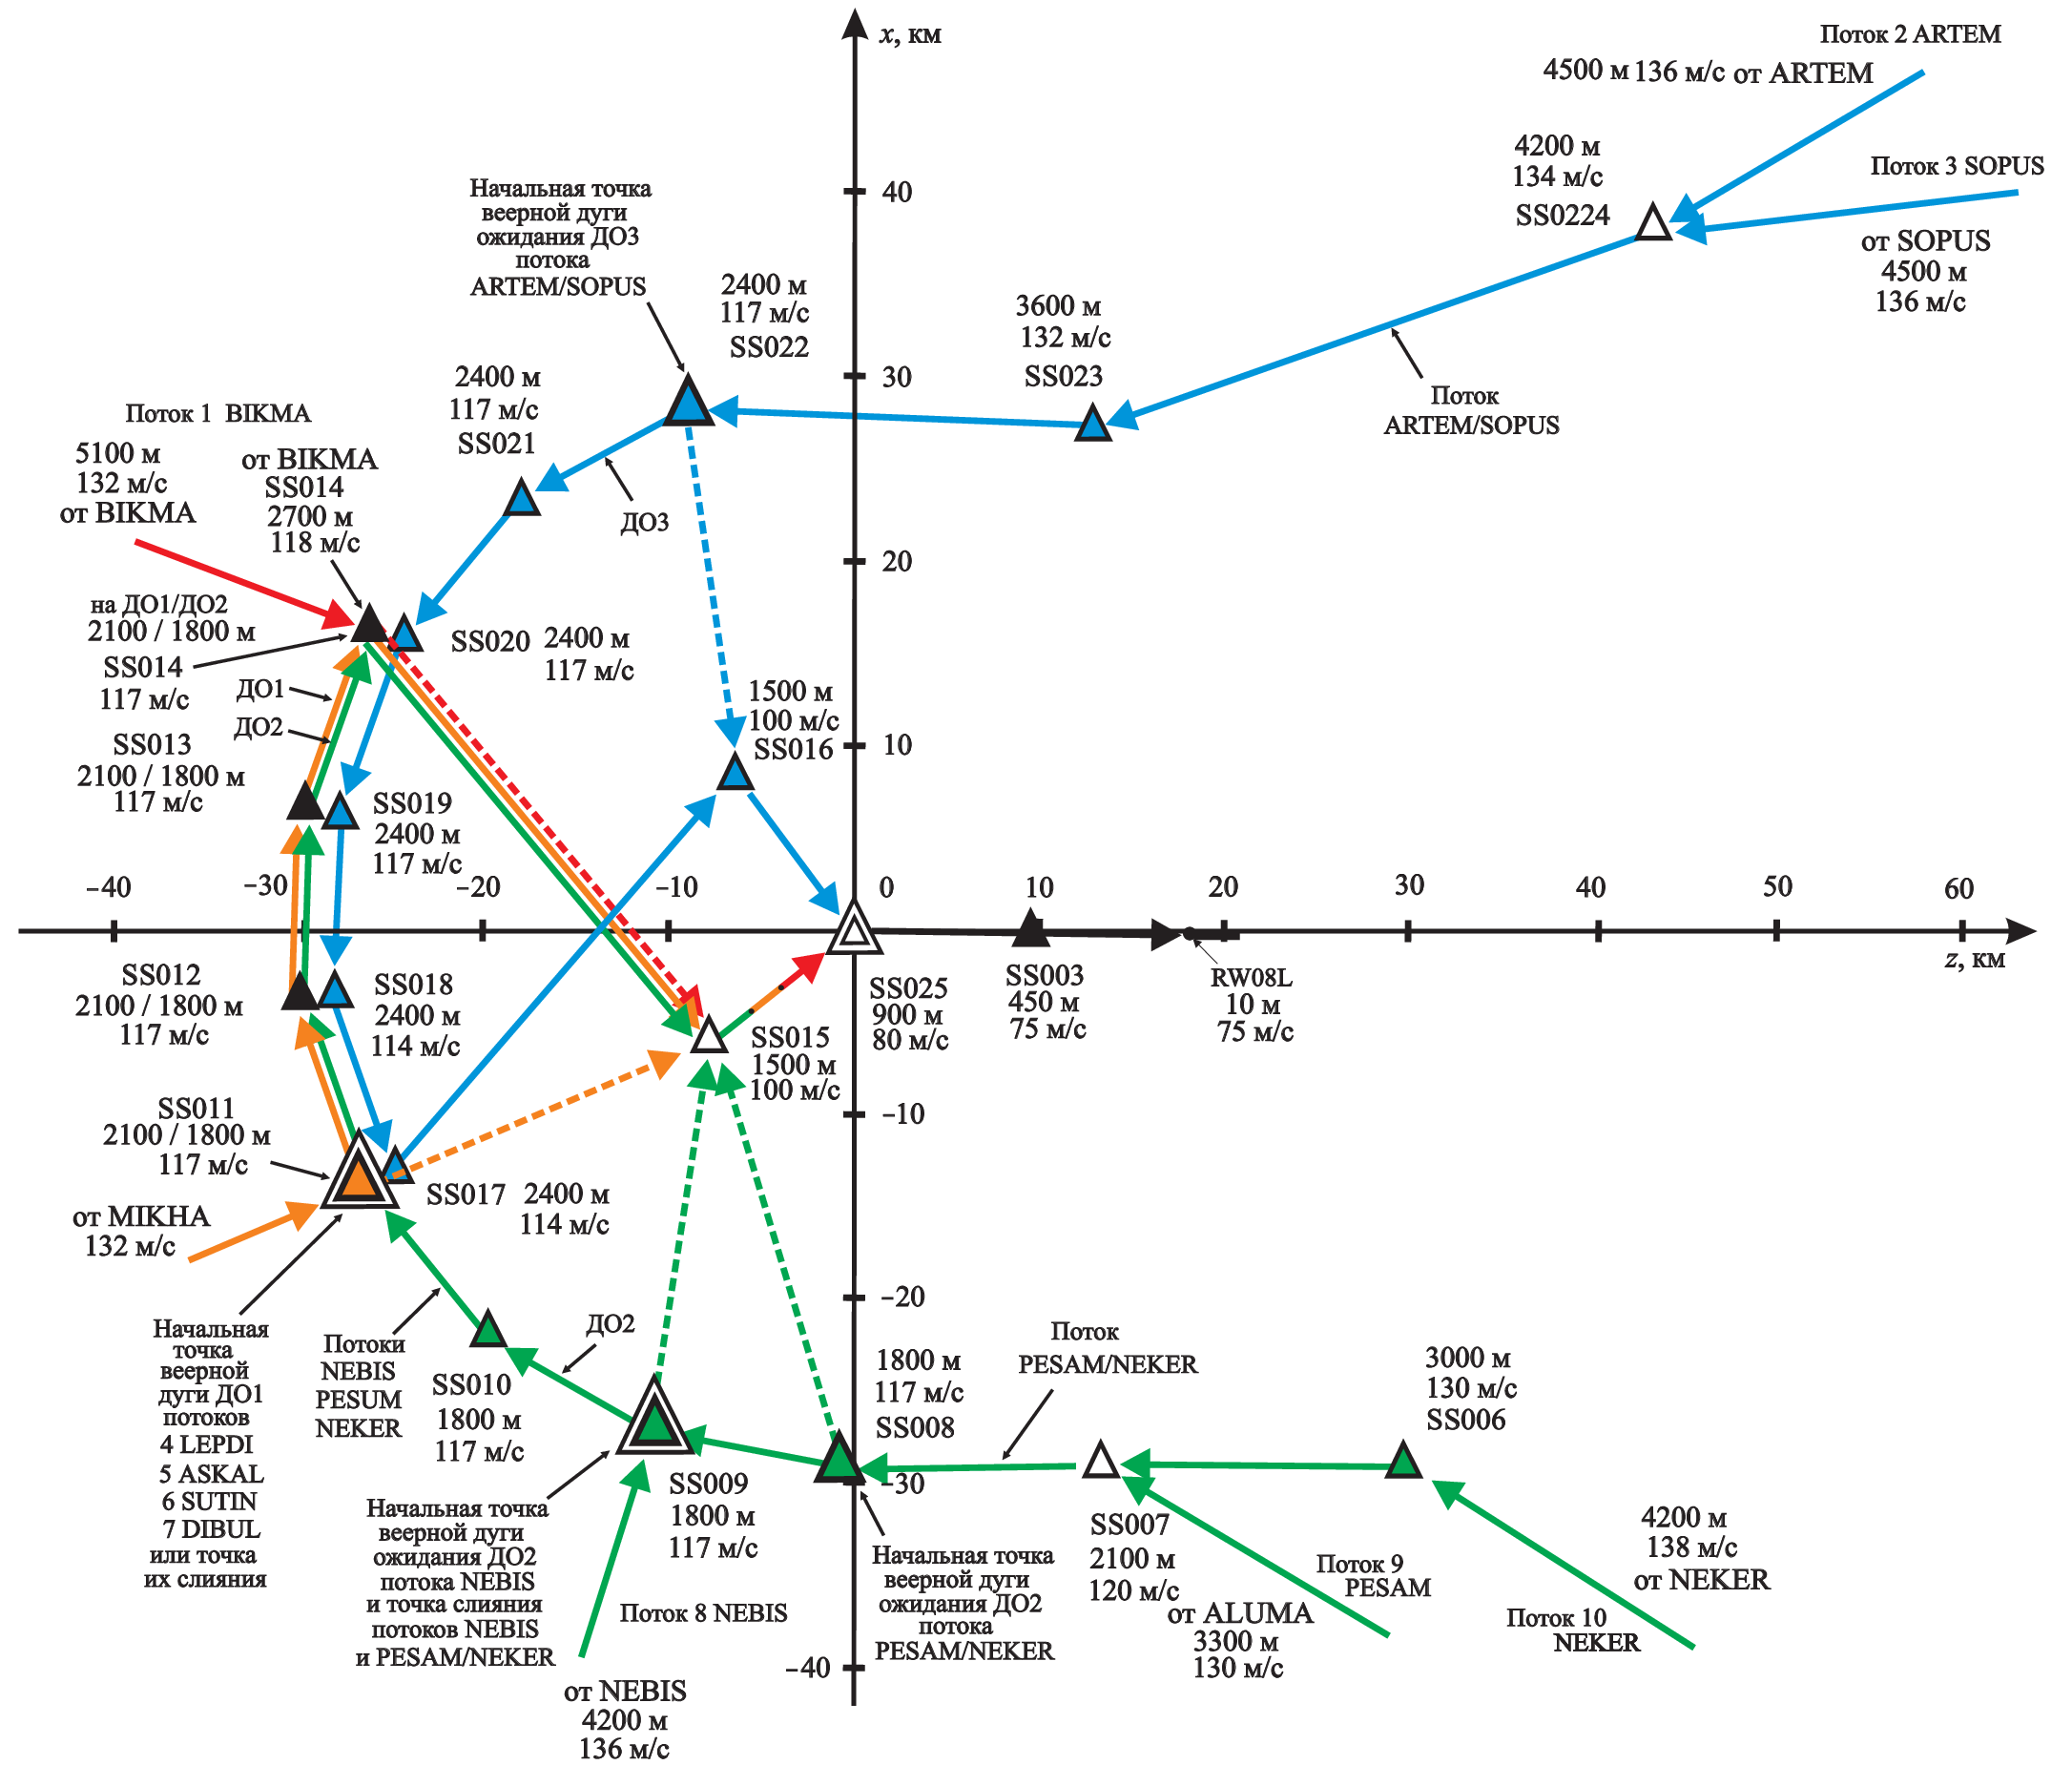 x, км
Поток 2 ARTEM
4500 м 136 м/с от ARTEM
4200 м
134 м/с
SS0224
Поток 3 SOPUS
от SOPUS
4500 м
136 м/с
40
Начальная точка
веерной дуги
ожидания ДО3
потока
ARTEM/SOPUS
2400 м
117 м/с
SS022
3600 м
132 м/с
SS023
30
Поток
ARTEM/SOPUS
2400 м
117 м/с
SS021
ДО3
Поток 1 BIKMA
5100 м
132 м/с
от BIKMA
от BIKMA
SS014
2700 м
118 м/с
20
на ДО1/ДО2
2100 / 1800 м
SS014
117 м/с
SS020 2400 м
117 м/с
ДО1
ДО2
1500 м
100 м/с
SS016
10
SS013
2100 / 1800 м
117 м/с
SS019
2400 м
117 м/с
–40
–30
–20
–10
0
10
20
30
40
50
60
z, км
SS012
2100 / 1800 м
117 м/с
SS018
2400 м
114 м/с
SS025
900 м
80 м/с
SS003
450 м
75 м/с
RW08L
10 м
75 м/с
SS015
1500 м
100 м/с
–10
SS011
2100 / 1800 м
117 м/с
SS017 2400 м
114 м/с
от MIKHA
132 м/с
–20
Начальная
точка
веерной
дуги ДО1
потоков
4 LEPDI
5 ASKAL
6 SUTIN
7 DIBUL
или точка
их слияния
Потоки
NEBIS
PESUM
NEKER
ДО2
SS010
1800 м
117 м/с
1800 м
117 м/с
SS008
Поток
PESAM/NEKER
3000 м
130 м/с
SS006
–30
SS009
1800 м
117 м/с
Начальная точка
веерной дуги
ожидания ДО2
потока NEBIS
и точка слияния
потоков NEBIS
и PESAM/NEKER
Поток 8 NEBIS
Начальная точка
веерной дуги
ожидания ДО2
потока
PESAM/NEKER
SS007
2100 м
120 м/с
от ALUMA
3300 м
130 м/с
Поток 9
PESAM
4200 м
138 м/с
от NEKER
Поток 10
NEKER
–40
от NEBIS
4200 м
136 м/с